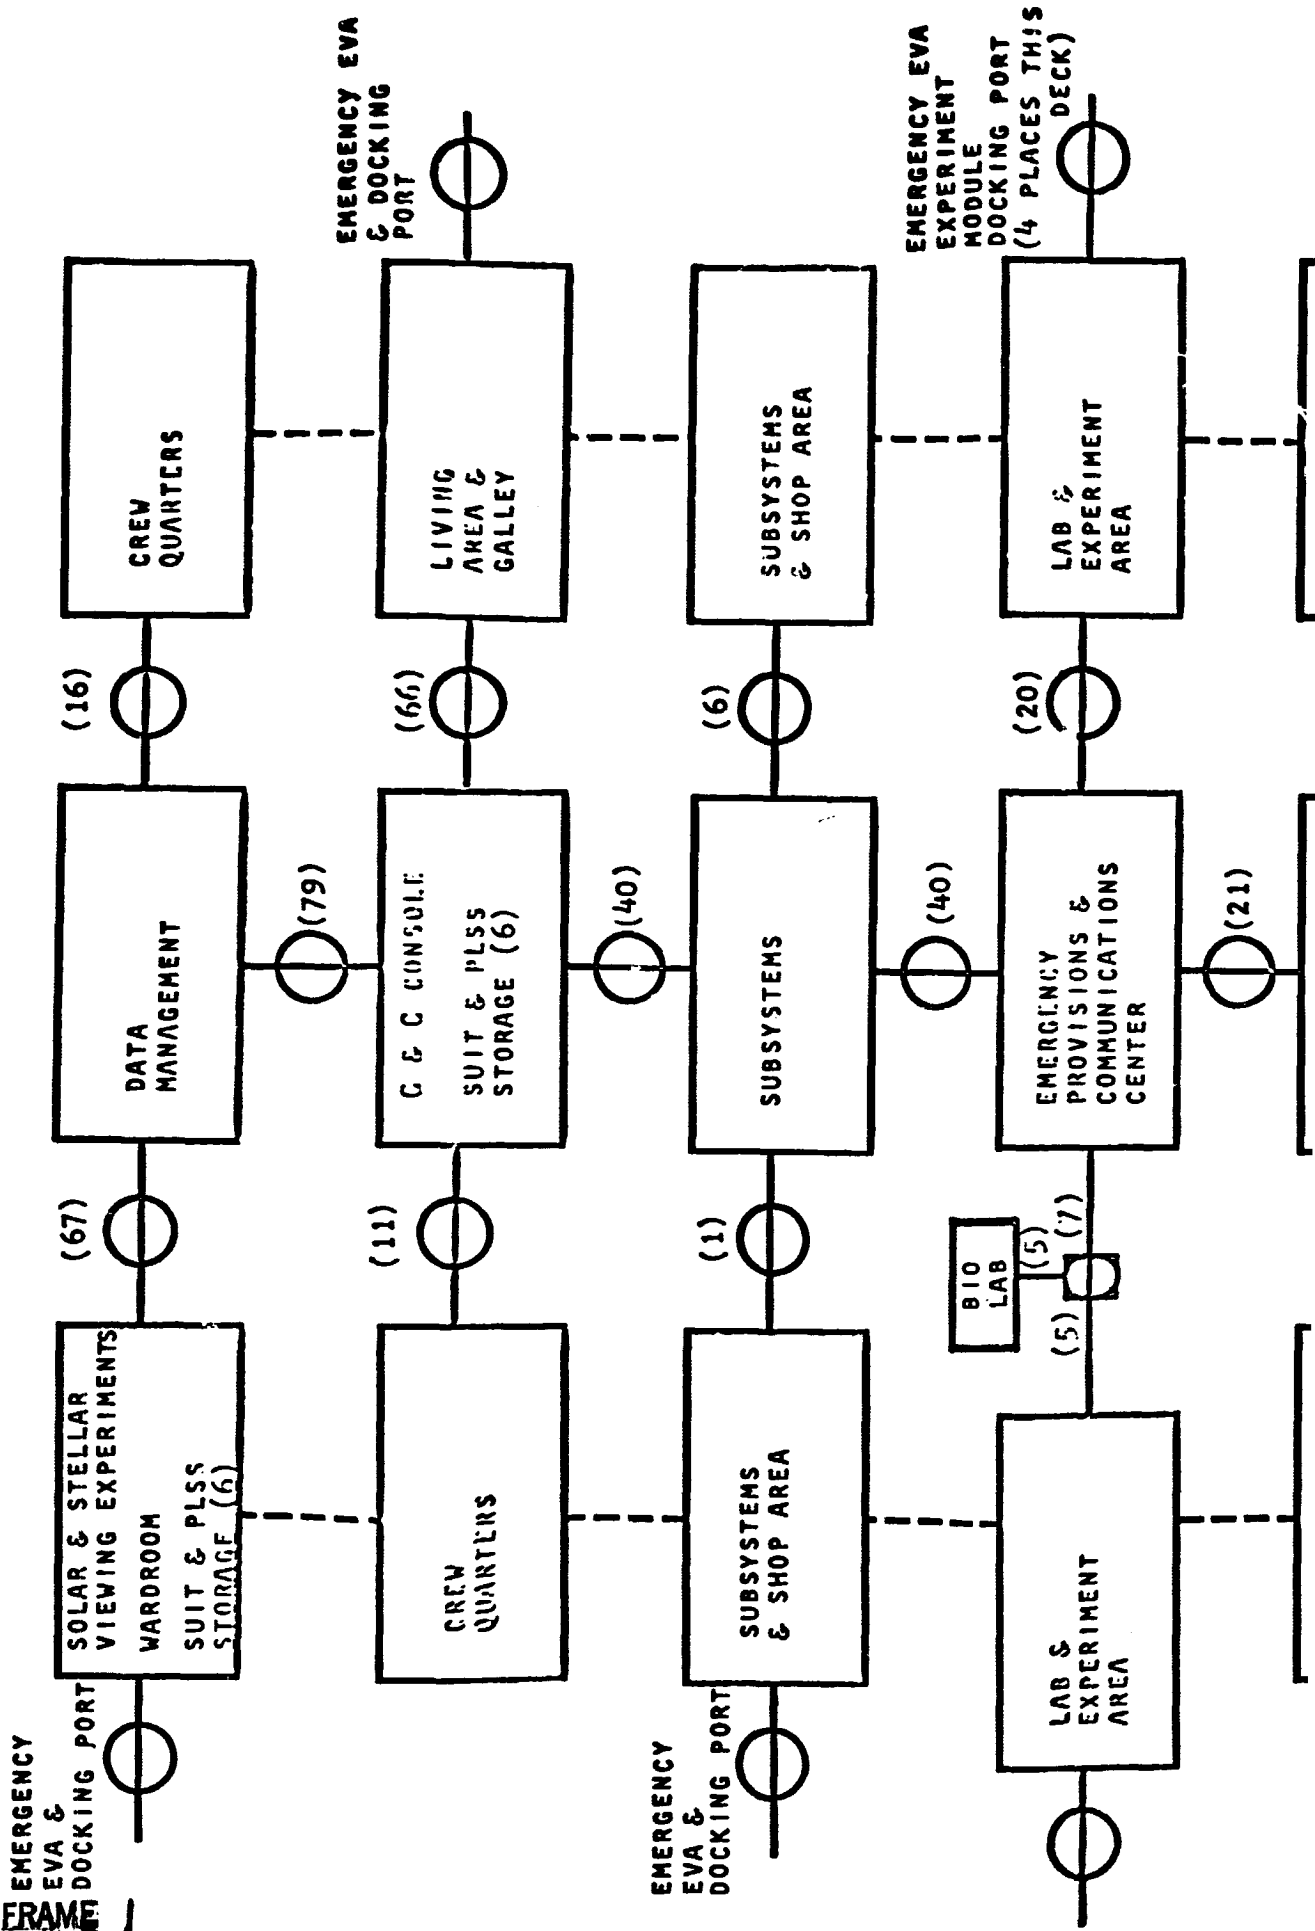 FRAME
EMERGENCY
EVA &
DOCKING PORT
SOLAR & STELLAR
VIEWING EXPERIMENTS
WARDROOM
SUIT & PLSS
STORAGE (6)
(67)
DATA
MANAGEMENT
(16)
CREW
QUARTERS
(79)
CREW
QUARTERS
(11)
C & C CONSOLE
SUIT & PLSS
STORAGE (6)
(66)
LIVING
AREA &
GALLEY
EMERGENCY EVA
& DOCKING
PORT
(40)
EMERGENCY
EVA &
DOCKING PORT
SUBSYSTEMS
& SHOP AREA
(1)
SUBSYSTEMS
(6)
SUBSYSTEMS
& SHOP AREA
(40)
LAB &
EXPERIMENT
AREA
(5)
BIO
LAB
(5)
(7)
EMERGENCY
PROVISIONS &
COMMUNICATIONS
CENTER
(20)
LAB &
EXPERIMENT
AREA
EMERGENCY EVA
EXPERIMENT
MODULE
DOCKING PORT
(4 PLACES THIS
DECK)
(21)